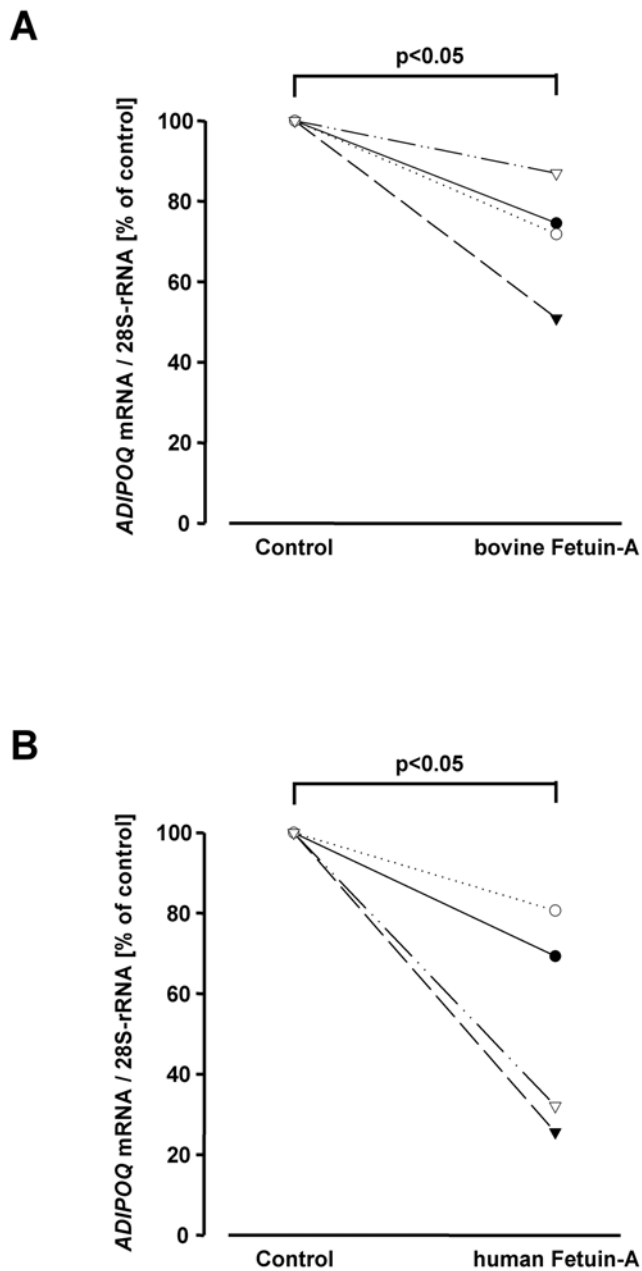 A
p<0.05
ADIPOQ mRNA / 28S-rRNA [% of control]
100
80
60
40
20
0
Control bovine Fetuin-A
B
p<0.05
ADIPOQ mRNA / 28S-rRNA [% of control]
100
80
60
40
20
0
Control human Fetuin-A